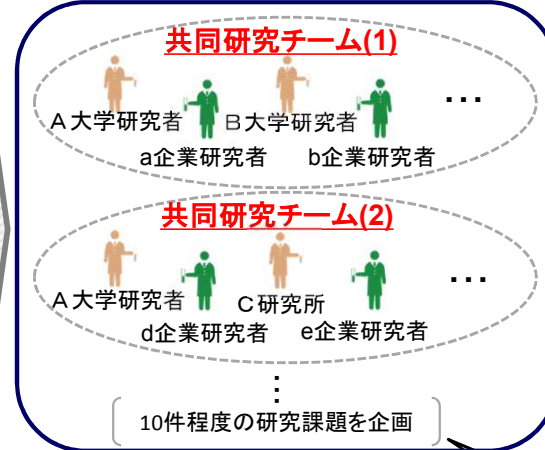 共同研究チーム(1)
A大学研究者 B大学研究者 ・・・
a企業研究者 b企業研究者
共同研究チーム(2)
A大学研究者 C研究所 ・・・
d企業研究者 e企業研究者
⋮
10件程度の研究課題を企画